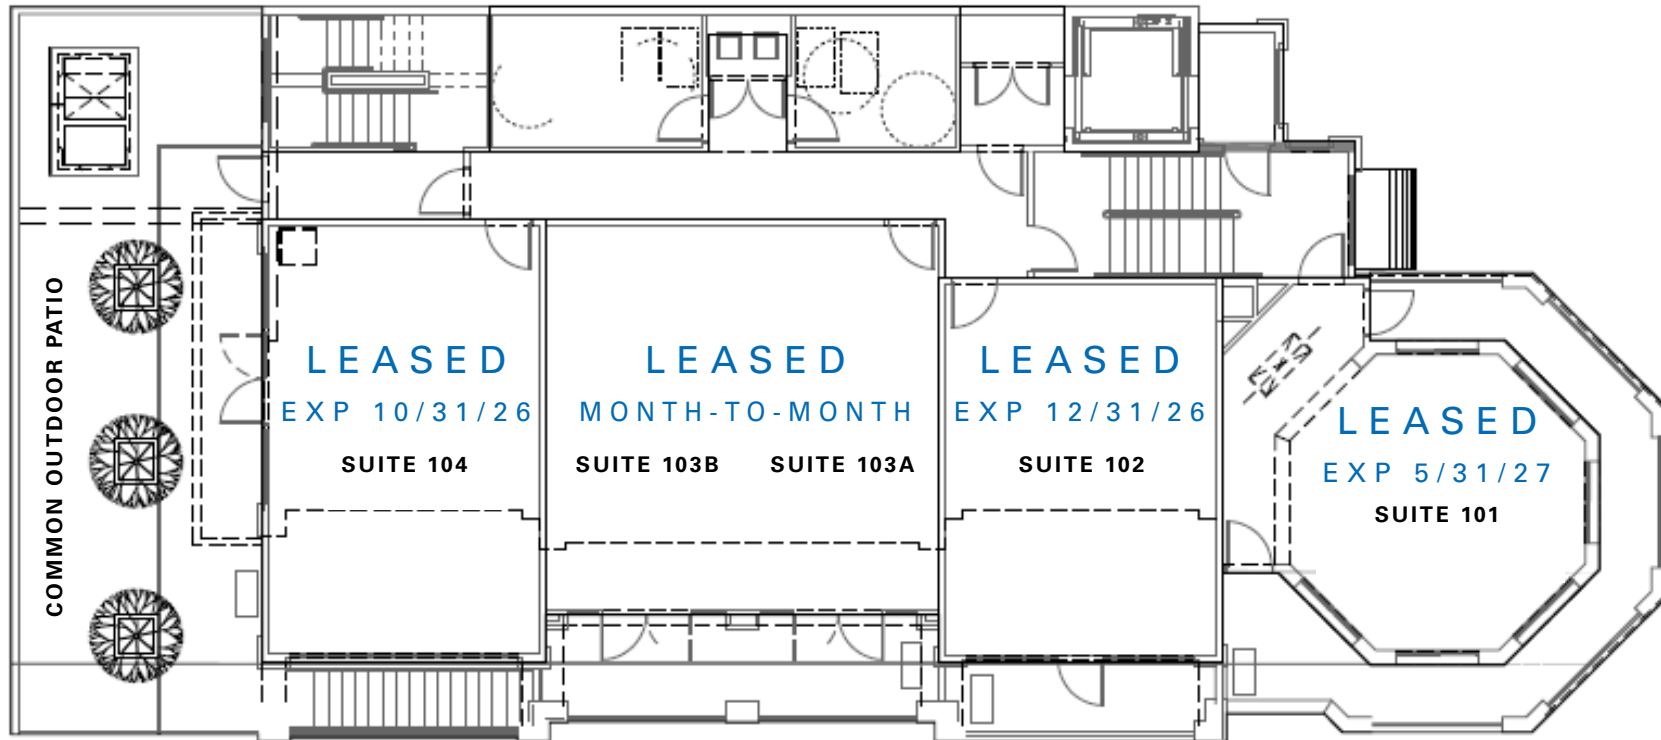 COMMON OUTDOOR PATIO
LEASED
EXP 10/31/26
SUITE 104
LEASED
MONTH-TO-MONTH
SUITE 103B SUITE 103A
LEASED
EXP 12/31/26
SUITE 102
LEASED
EXP 5/31/27
SUITE 101